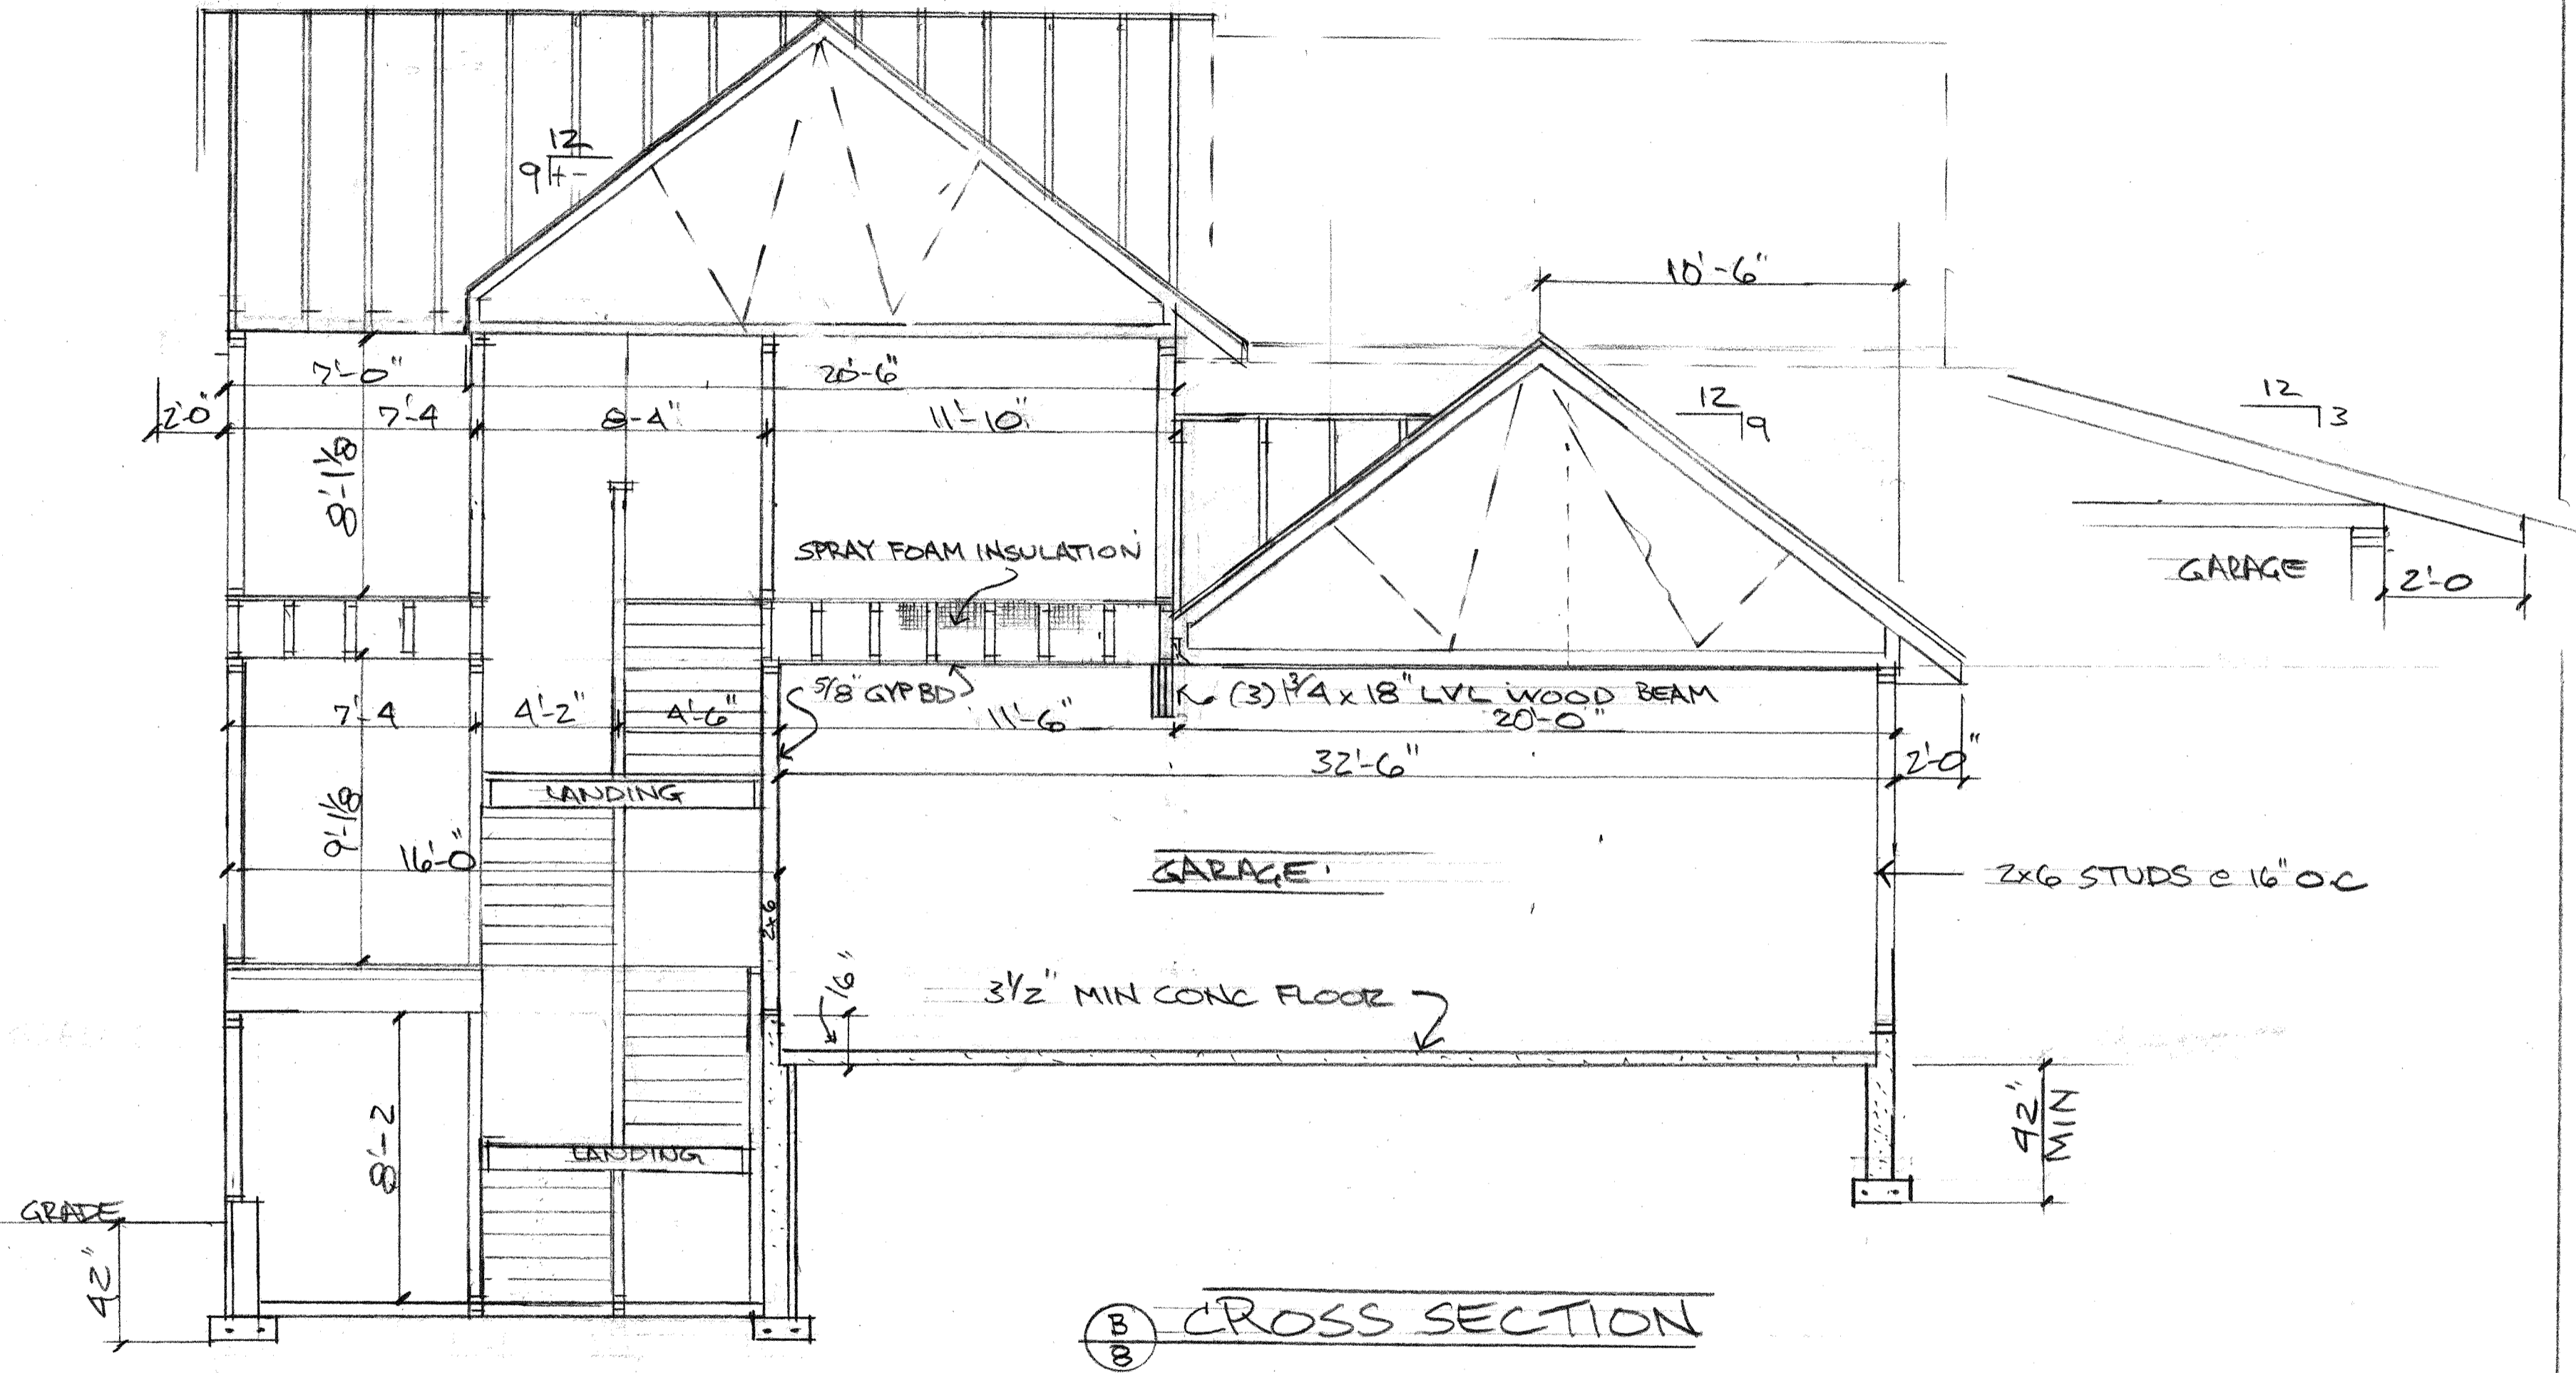 12
9 +-
10'-6"
7'-0"
20'-6"
12
9
12
3
2'0"
7'-4
8-4"
11'-10"
8'-1 1/8
SPRAY FOAM INSULATION
GARAGE
2'-0
5/8" GYP BD
(3) 1 3/4 x 18" LVL WOOD BEAM
7'-4
4'-2"
4'-6"
11'-6"
20'-0"
32'-6"
2'-0"
LANDING
9'-1/8
16'-0"
GARAGE
2x6 STUDS @ 16" O.C
2x6
16"
3 1/2" MIN CONC FLOOR
42" MIN
8'-2
LANDING
GRADE
42"
B
8
CROSS SECTION